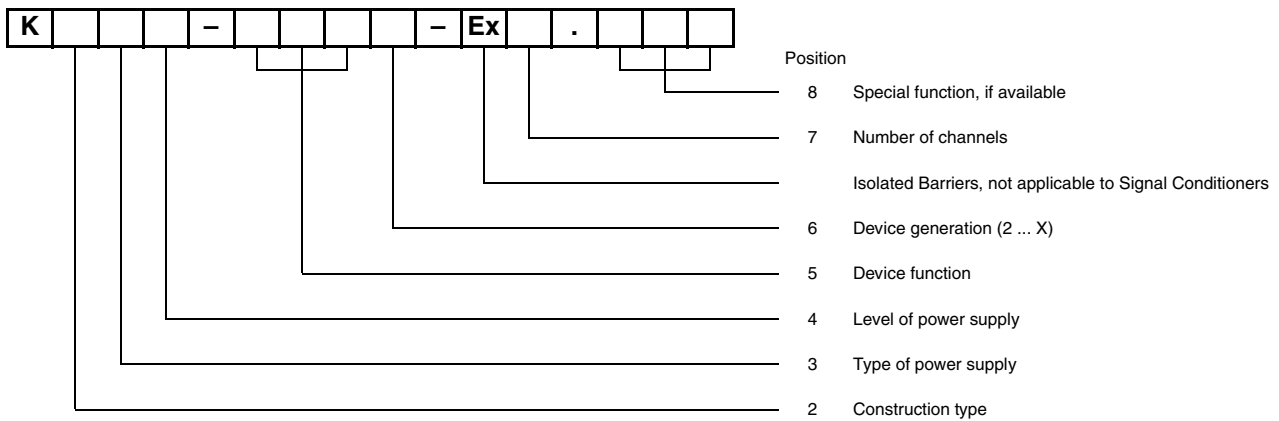 K – – Ex .
Position
8 Special function, if available
7 Number of channels
Isolated Barriers, not applicable to Signal Conditioners
6 Device generation (2 ... X)
5 Device function
4 Level of power supply
3 Type of power supply
2 Construction type